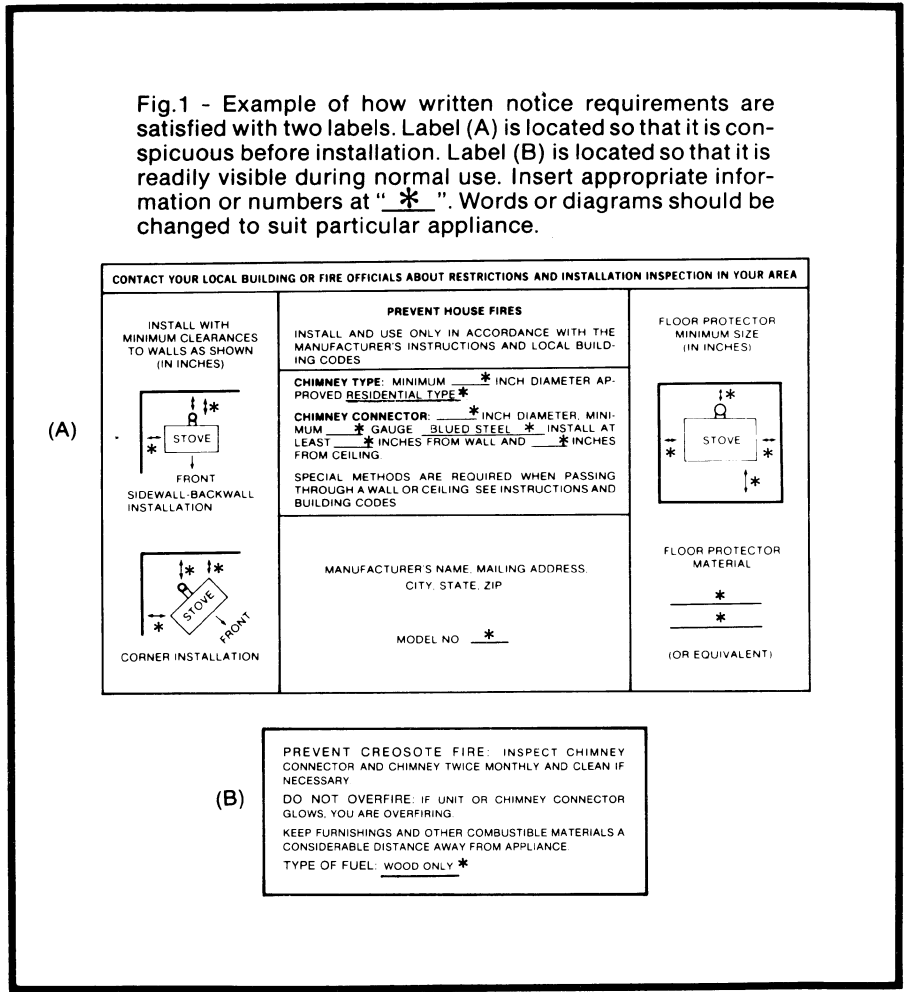 Fig.1 - Example of how written notice requirements are
satisfied with two labels. Label (A) is located so that it is con-
spicuous before installation. Label (B) is located so that it is
readily visible during normal use. Insert appropriate infor-
mation or numbers at "__*__". Words or diagrams should be
changed to suit particular appliance.
CONTACT YOUR LOCAL BUILDING OR FIRE OFFICIALS ABOUT RESTRICTIONS AND INSTALLATION INSPECTION IN YOUR AREA
(A)
INSTALL WITH
MINIMUM CLEARANCES
TO WALLS AS SHOWN
(IN INCHES)
*
*
STOVE
FRONT
SIDEWALL-BACKWALL
INSTALLATION
* *
*
STOVE
FRONT
CORNER INSTALLATION
PREVENT HOUSE FIRES
INSTALL AND USE ONLY IN ACCORDANCE WITH THE
MANUFACTURER'S INSTRUCTIONS AND LOCAL BUILD-
ING CODES
CHIMNEY TYPE: MINIMUM ____* INCH DIAMETER AP-
PROVED RESIDENTIAL TYPE *
CHIMNEY CONNECTOR: ____* INCH DIAMETER, MINI-
MUM ____* GAUGE BLUED STEEL * INSTALL AT
LEAST ____* INCHES FROM WALL AND ____* INCHES
FROM CEILING.
SPECIAL METHODS ARE REQUIRED WHEN PASSING
THROUGH A WALL OR CEILING SEE INSTRUCTIONS AND
BUILDING CODES
MANUFACTURER'S NAME, MAILING ADDRESS,
CITY, STATE, ZIP
MODEL NO __*__
FLOOR PROTECTOR
MINIMUM SIZE
(IN INCHES)
*
STOVE
* *
*
FLOOR PROTECTOR
MATERIAL
*
*
(OR EQUIVALENT)
(B)
PREVENT CREOSOTE FIRE: INSPECT CHIMNEY
CONNECTOR AND CHIMNEY TWICE MONTHLY AND CLEAN IF
NECESSARY
DO NOT OVERFIRE: IF UNIT OR CHIMNEY CONNECTOR
GLOWS, YOU ARE OVERFIRING.
KEEP FURNISHINGS AND OTHER COMBUSTIBLE MATERIALS A
CONSIDERABLE DISTANCE AWAY FROM APPLIANCE.
TYPE OF FUEL: WOOD ONLY *